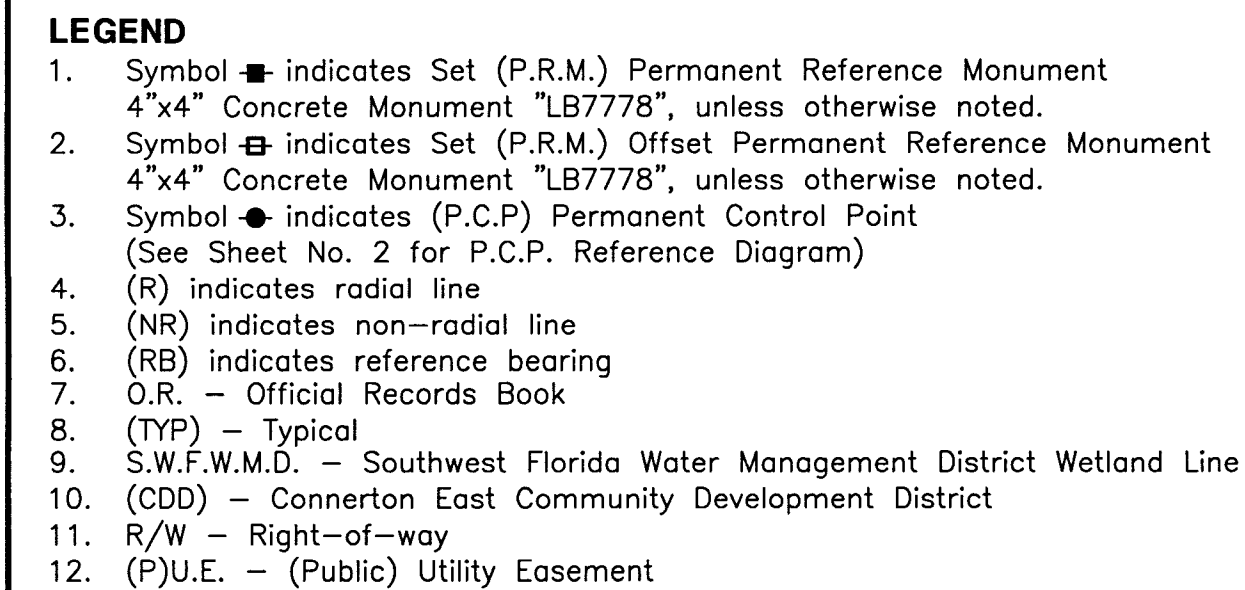 LEGEND
1. Symbol indicates Set (P.R.M.) Permanent Reference Monument
4"x4" Concrete Monument "LB7778", unless otherwise noted.
2. Symbol indicates Set (P.R.M.) Offset Permanent Reference Monument
4"x4" Concrete Monument "LB7778", unless otherwise noted.
3. Symbol indicates (P.C.P) Permanent Control Point
(See Sheet No. 2 for P.C.P. Reference Diagram)
4. (R) indicates radial line
5. (NR) indicates non-radial line
6. (RB) indicates reference bearing
7. O.R. – Official Records Book
8. (TYP) – Typical
9. S.W.F.W.M.D. – Southwest Florida Water Management District Wetland Line
10. (CDD) – Connerton East Community Development District
11. R/W – Right-of-way
12. (P)U.E. – (Public) Utility Easement